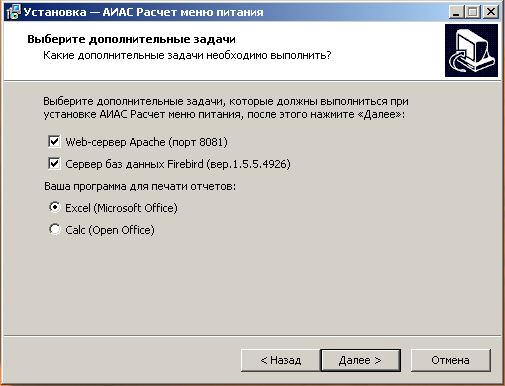 Установка — АИАС Расчет меню питания
Выберите дополнительные задачи
Какие дополнительные задачи необходимо выполнить?
Выберите дополнительные задачи, которые должны выполниться при
установке АИАС Расчет меню питания, после этого нажмите «Далее»:
Web-сервер Apache (порт 8081)
Сервер баз данных Firebird (вер.1.5.5.4926)
Ваша программа для печати отчетов:
Excel (Microsoft Office)
Calc (Open Office)
< Назад
Далее >
Отмена